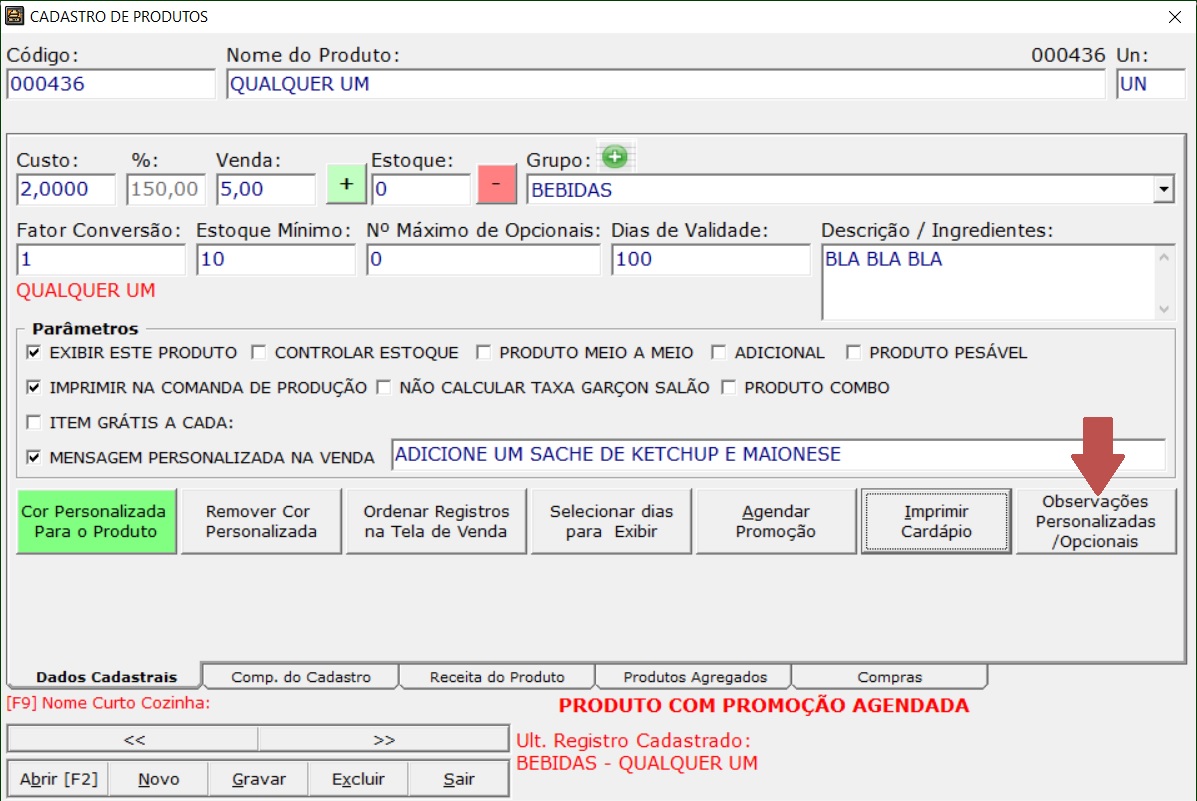 CADASTRO DE PRODUTOS
Código: Nome do Produto: 000436 Un:
000436 QUALQUER UM UN
Custo: %: Venda: + Estoque: - Grupo:
2,0000 150,00 5,00 0 BEBIDAS
Fator Conversão: Estoque Mínimo: Nº Máximo de Opcionais: Dias de Validade: Descrição / Ingredientes:
1 10 0 100 BLA BLA BLA
QUALQUER UM
Parâmetros
EXIBIR ESTE PRODUTO CONTROLAR ESTOQUE PRODUTO MEIO A MEIO ADICIONAL PRODUTO PESÁVEL
IMPRIMIR NA COMANDA DE PRODUÇÃO NÃO CALCULAR TAXA GARÇON SALÃO PRODUTO COMBO
ITEM GRÁTIS A CADA:
MENSAGEM PERSONALIZADA NA VENDA ADICIONE UM SACHE DE KETCHUP E MAIONESE
Cor Personalizada
Para o Produto
Remover Cor
Personalizada
Ordenar Registros
na Tela de Venda
Selecionar dias
para Exibir
Agendar
Promoção
Imprimir
Cardápio
Observações
Personalizadas
/Opcionais
Dados Cadastrais Comp. do Cadastro Receita do Produto Produtos Agregados Compras
[F9] Nome Curto Cozinha: PRODUTO COM PROMOÇÃO AGENDADA
<< >> Ult. Registro Cadastrado:
BEBIDAS - QUALQUER UM
Abrir [F2] Novo Gravar Excluir Sair